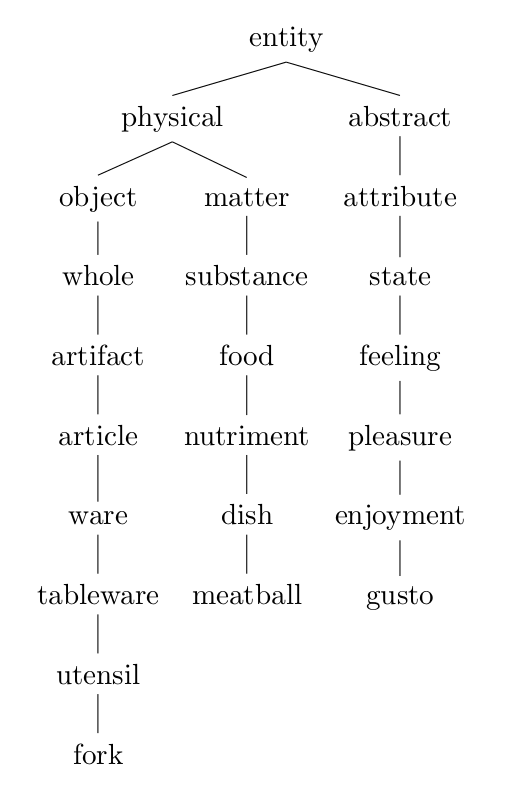 entity
physical abstract
object matter attribute
whole substance state
artifact food feeling
article nutriment pleasure
ware dish enjoyment
tableware meatball gusto
utensil
fork